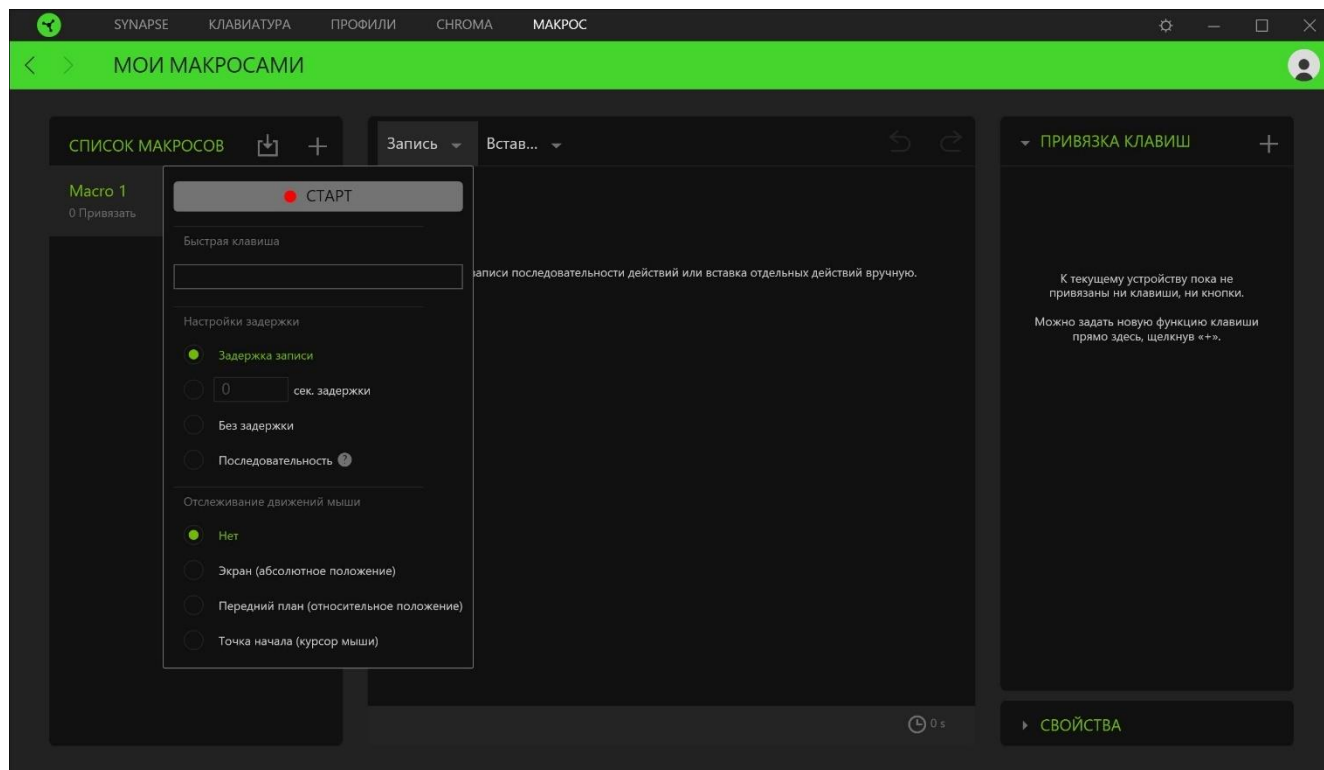 SYNAPSE КЛАВИАТУРА ПРОФИЛИ CHROMA МАКРОС
МОИ МАКРОСАМИ
СПИСОК МАКРОСОВ
Macro 1
0 Привязать
Запись Встав...
СТАРТ
Быстрая клавиша
Настройки задержки
Задержка записи
0 сек. задержки
Без задержки
Последовательность ?
Отслеживание движений мыши
Нет
Экран (абсолютное положение)
Передний план (относительное положение)
Точка начала (курсор мыши)
записи последовательности действий или вставка отдельных действий вручную.
0 s
ПРИВЯЗКА КЛАВИШ
К текущему устройству пока не
привязаны ни клавиши, ни кнопки.
Можно задать новую функцию клавиши
прямо здесь, щелкнув «+».
СВОЙСТВА